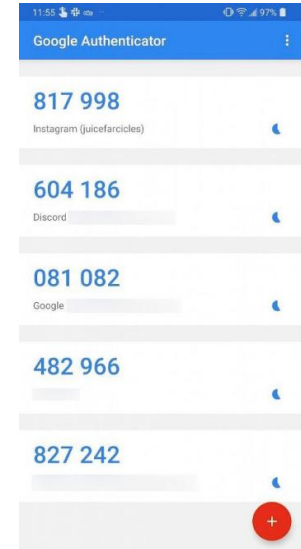 11:55
97%
Google Authenticator
817 998
Instagram (juicefarcicles)
604 186
Discord
081 082
Google
482 966
827 242
+